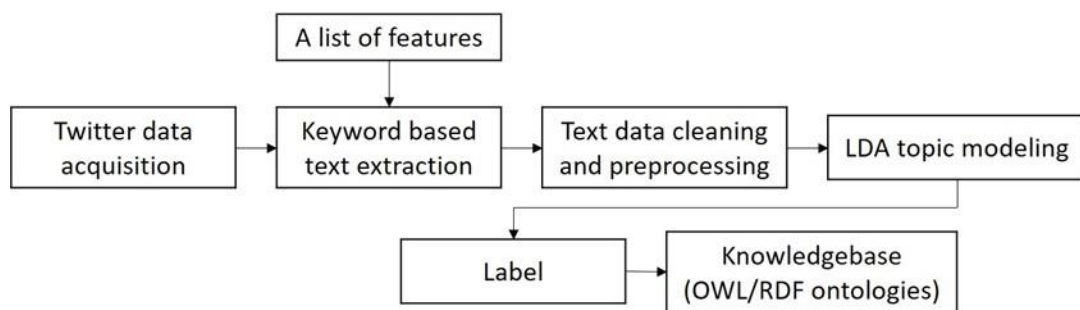 A list of features
Twitter data
acquisition
Keyword based
text extraction
Text data cleaning
and preprocessing
LDA topic modeling
Label
Knowledgebase
(OWL/RDF ontologies)